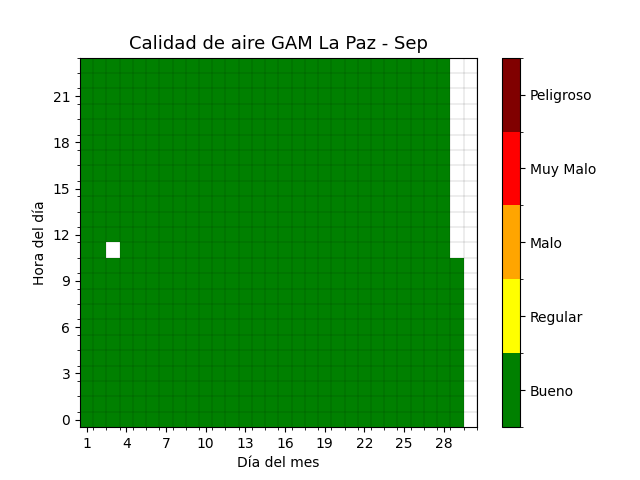 Calidad de aire GAM La Paz - Sep
Hora del día
21
18
15
12
9
6
3
0
1 4 7 10 13 16 19 22 25 28
Día del mes
Peligroso
Muy Malo
Malo
Regular
Bueno